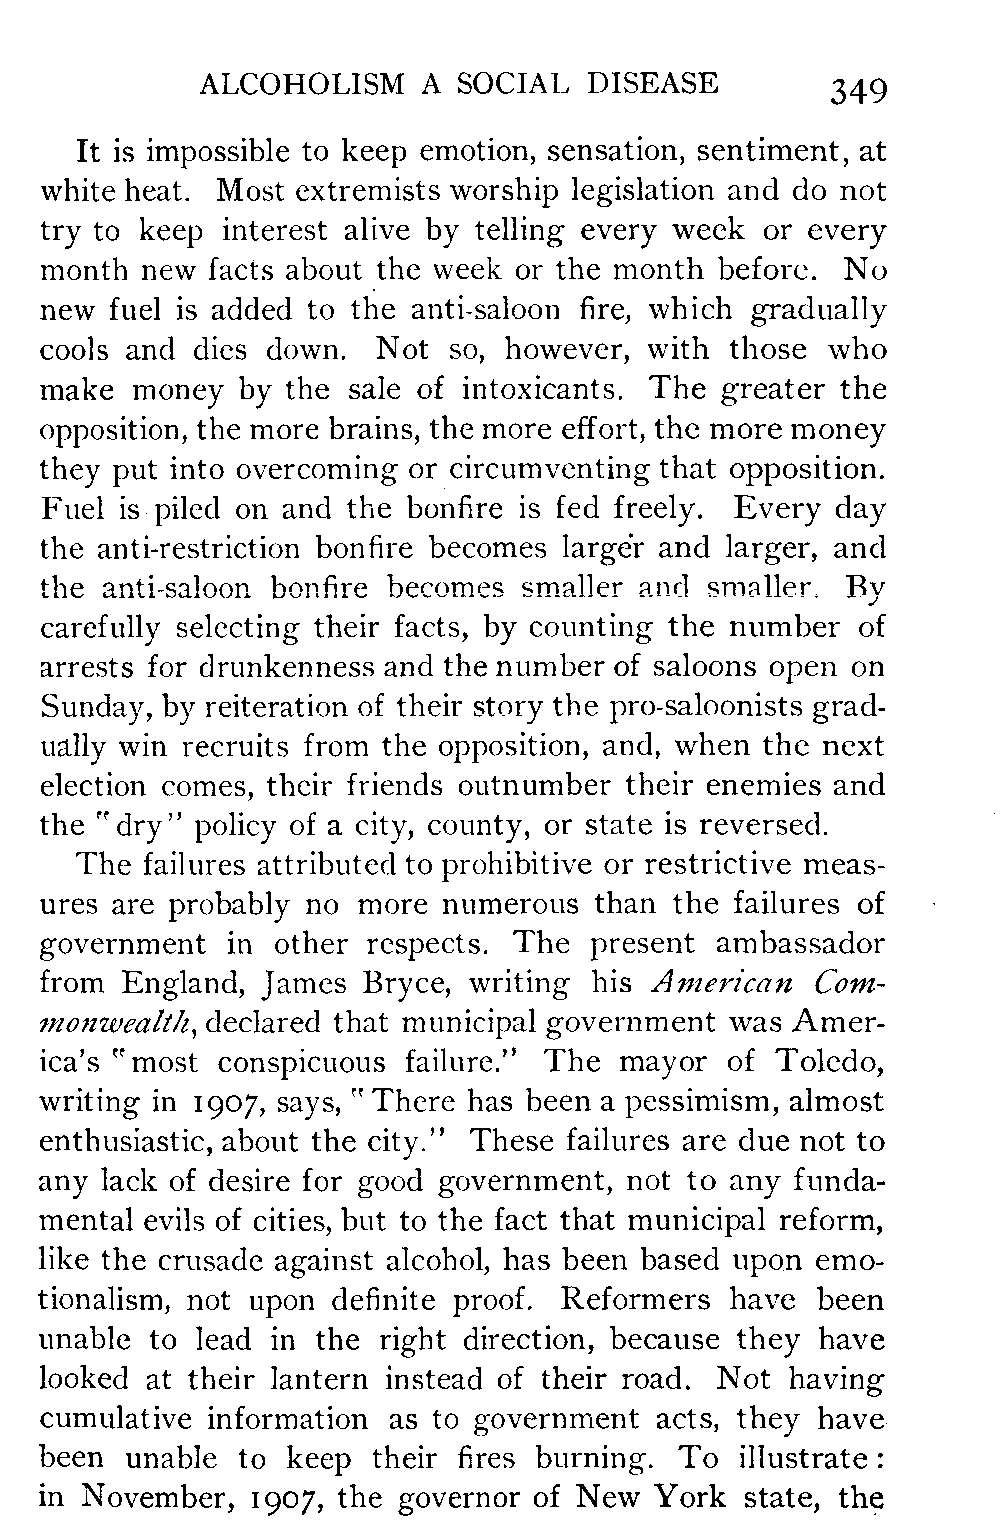 ALCOHOLISM A SOCIAL DISEASE 349
It is impossible to keep emotion, sensation, sentiment, at
white heat. Most extremists worship legislation and do not
try to keep interest alive by telling every week or every
month new facts about the week or the month before. No
new fuel is added to the anti-saloon fire, which gradually
cools and dies down. Not so, however, with those who
make money by the sale of intoxicants. The greater the
opposition, the more brains, the more effort, the more money
they put into overcoming or circumventing that opposition.
Fuel is piled on and the bonfire is fed freely. Every day
the anti-restriction bonfire becomes larger and larger, and
the anti-saloon bonfire becomes smaller and smaller. By
carefully selecting their facts, by counting the number of
arrests for drunkenness and the number of saloons open on
Sunday, by reiteration of their story the pro-saloonists grad-
ually win recruits from the opposition, and, when the next
election comes, their friends outnumber their enemies and
the "dry" policy of a city, county, or state is reversed.
The failures attributed to prohibitive or restrictive meas-
ures are probably no more numerous than the failures of
government in other respects. The present ambassador
from England, James Bryce, writing his American Com-
monwealth, declared that municipal government was Amer-
ica's "most conspicuous failure." The mayor of Toledo,
writing in 1907, says, "There has been a pessimism, almost
enthusiastic, about the city." These failures are due not to
any lack of desire for good government, not to any funda-
mental evils of cities, but to the fact that municipal reform,
like the crusade against alcohol, has been based upon emo-
tionalism, not upon definite proof. Reformers have been
unable to lead in the right direction, because they have
looked at their lantern instead of their road. Not having
cumulative information as to government acts, they have
been unable to keep their fires burning. To illustrate:
in November, 1907, the governor of New York state, the